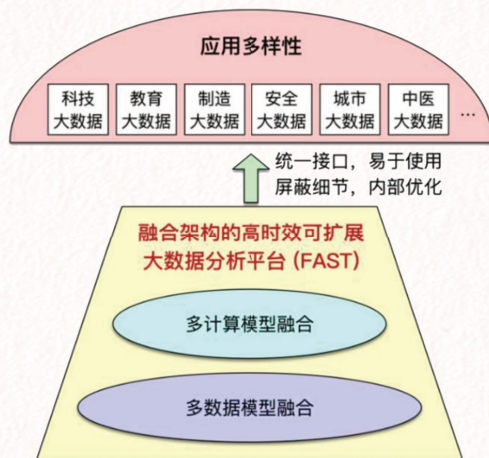 应用多样性
科技 教育 制造 安全 城市 中医
大数据 大数据 大数据 大数据 大数据 大数据 ...
统一接口，易于使用
屏蔽细节，内部优化
融合架构的高时效可扩展
大数据分析平台 (FAST)
多计算模型融合
多数据模型融合